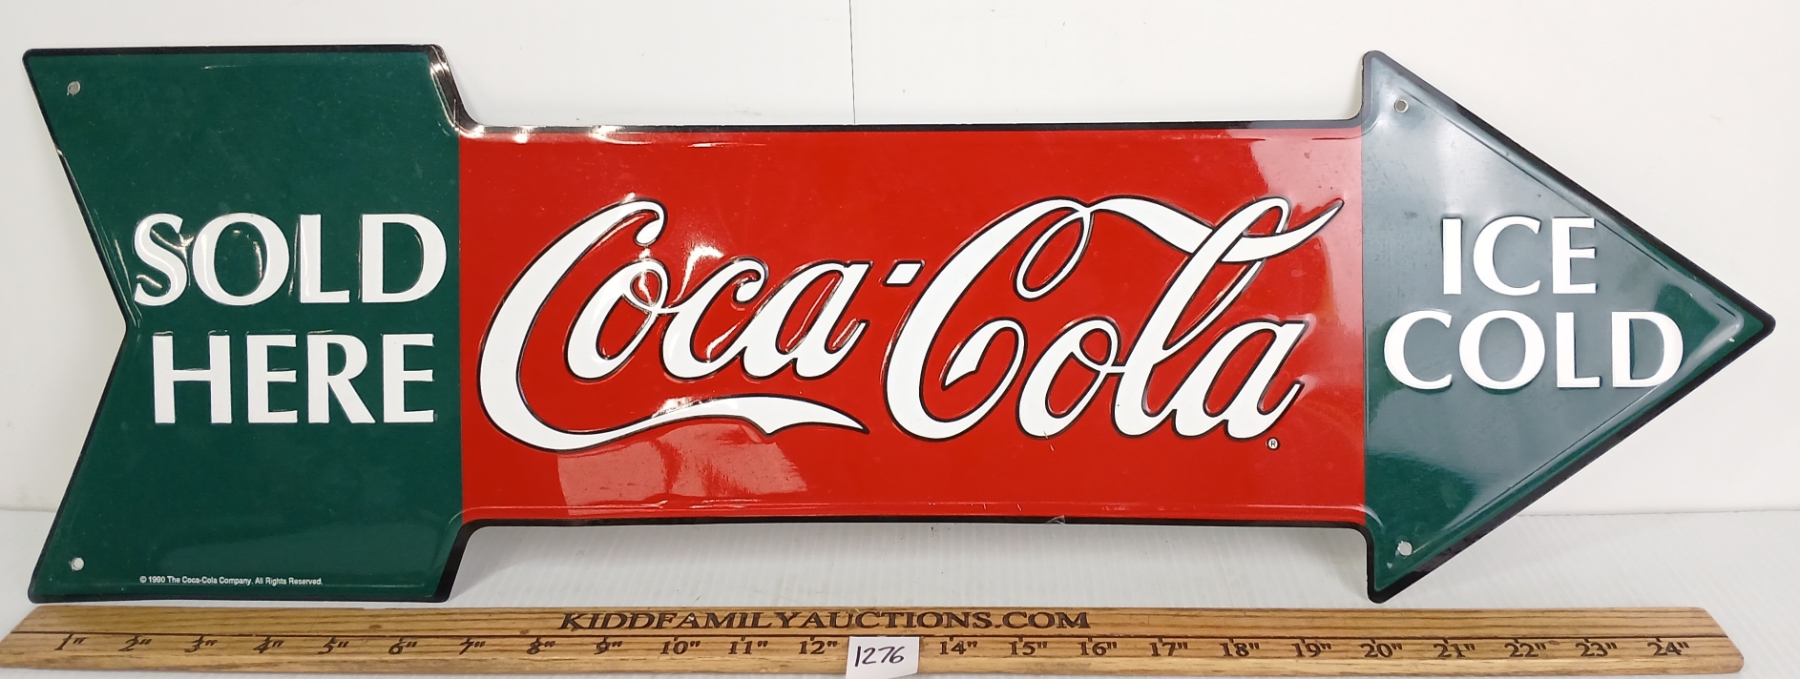 SOLD
HERE
Coca-Cola
®
ICE
COLD
© 1990 The Coca-Cola Company. All Rights Reserved.
KIDDFAMILYAUCTIONS.COM
1" 2" 3" 4" 5" 6" 7" 8" 9" 10" 11" 12" 14" 15" 16" 17" 18" 19" 20" 21" 22" 23" 24"
1276